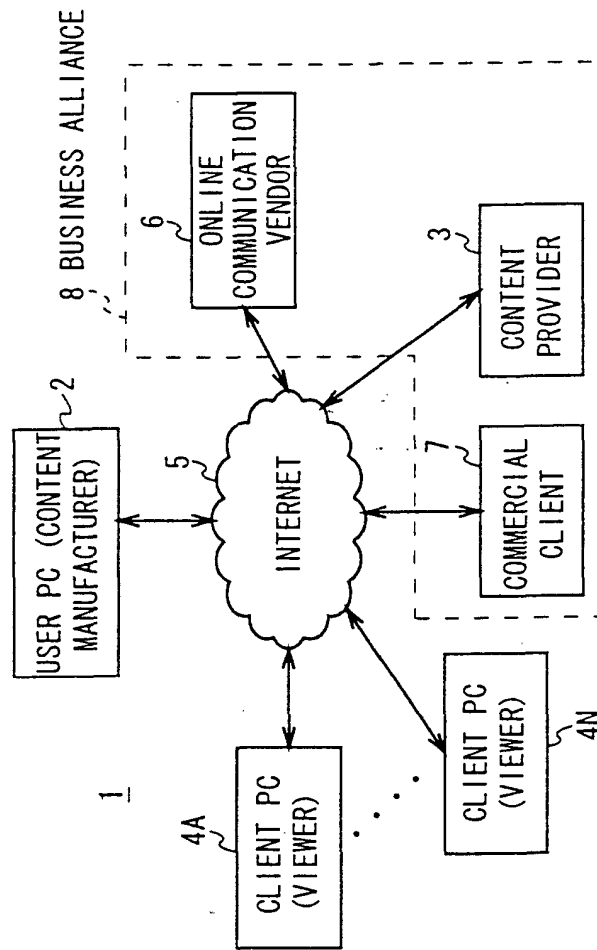 1
USER PC (CONTENT
MANUFACTURER)
2
8 BUSINESS ALLIANCE
6
ONLINE
COMMUNICATION
VENDOR
5
INTERNET
4A
CLIENT PC
(VIEWER)
CLIENT PC
(VIEWER)
4N
7
COMMERCIAL
CLIENT
3
CONTENT
PROVIDER